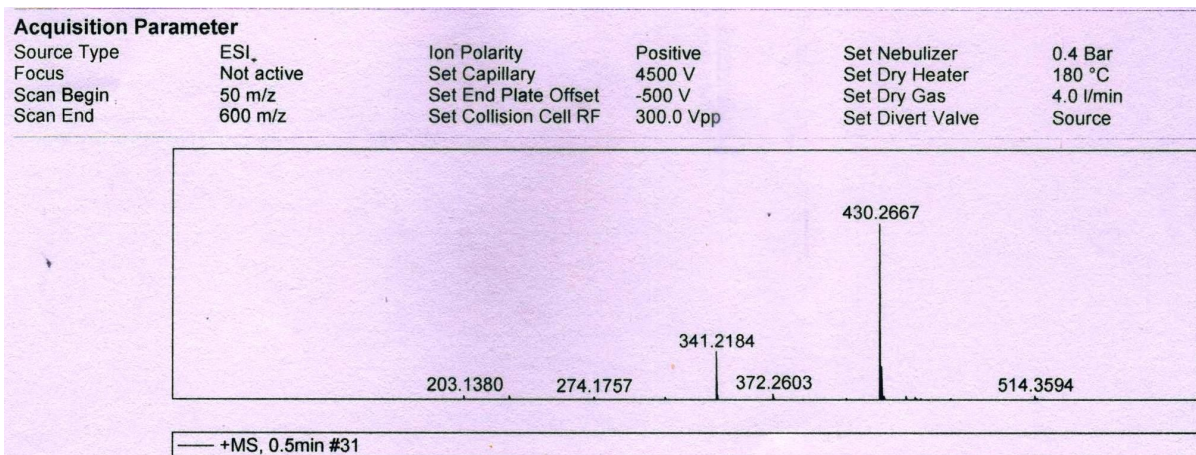 Acquisition Parameter
Source Type ESI Ion Polarity Positive Set Nebulizer 0.4 Bar
Focus Not active Set Capillary 4500 V Set Dry Heater 180 °C
Scan Begin 50 m/z Set End Plate Offset -500 V Set Dry Gas 4.0 l/min
Scan End 600 m/z Set Collision Cell RF 300.0 Vpp Set Divert Valve Source
430.2667
341.2184
203.1380 274.1757 372.2603 514.3594
+MS, 0.5min #31